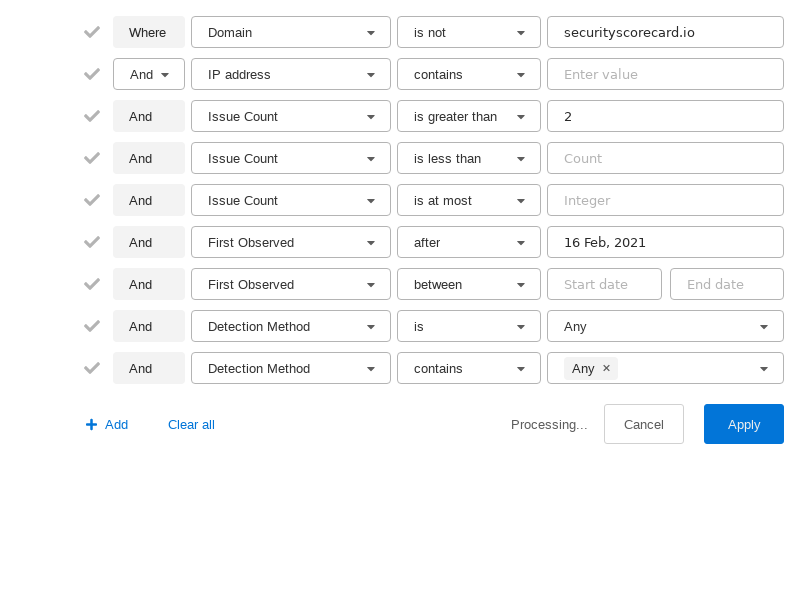 Where Domain is not securityscorecard.io
And IP address contains Enter value
And Issue Count is greater than 2
And Issue Count is less than Count
And Issue Count is at most Integer
And First Observed after 16 Feb, 2021
And First Observed between Start date End date
And Detection Method is Any
And Detection Method contains Any ×
Add Clear all Processing... Cancel Apply